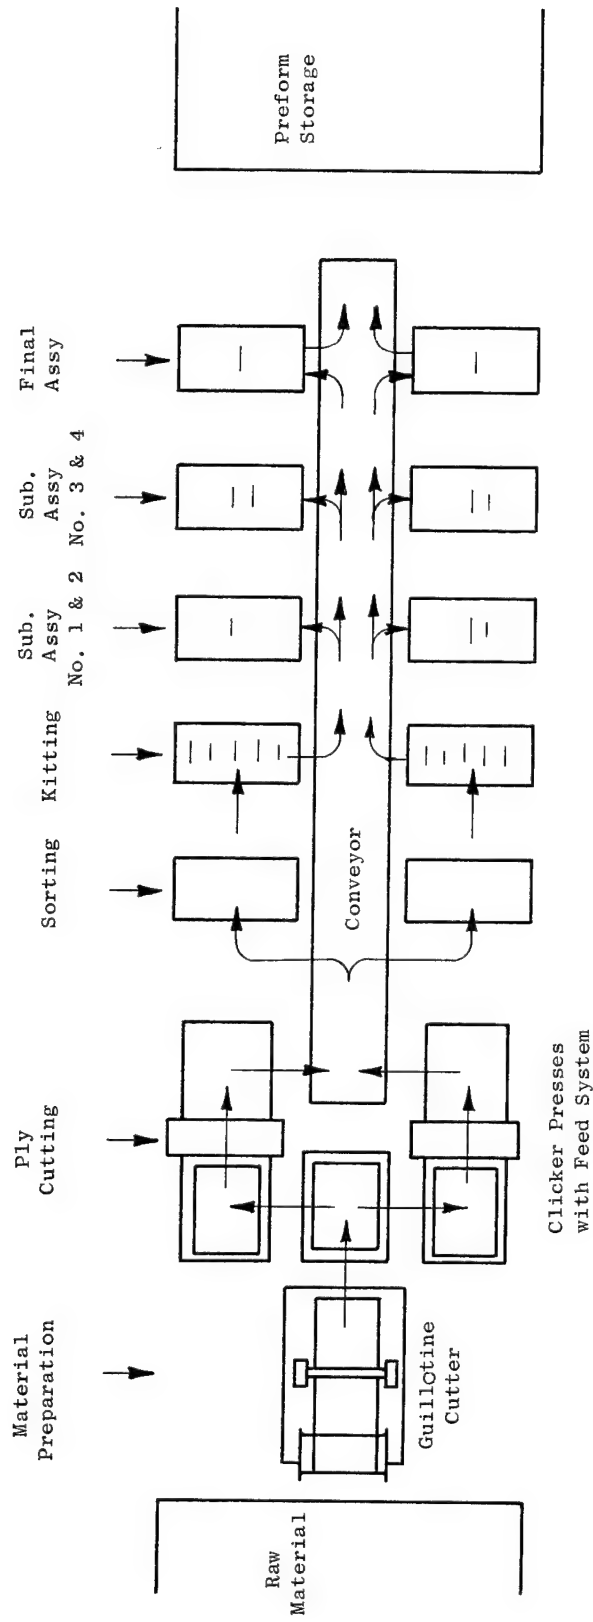 Raw
Material
Material
Preparation
Guillotine
Cutter
Ply
Cutting
Clicker Presses
with Feed System
Sorting
Conveyor
Kitting
Sub.
Assy
No. 1 & 2
Sub.
Assy
No. 3 & 4
Final
Assy
Preform
Storage